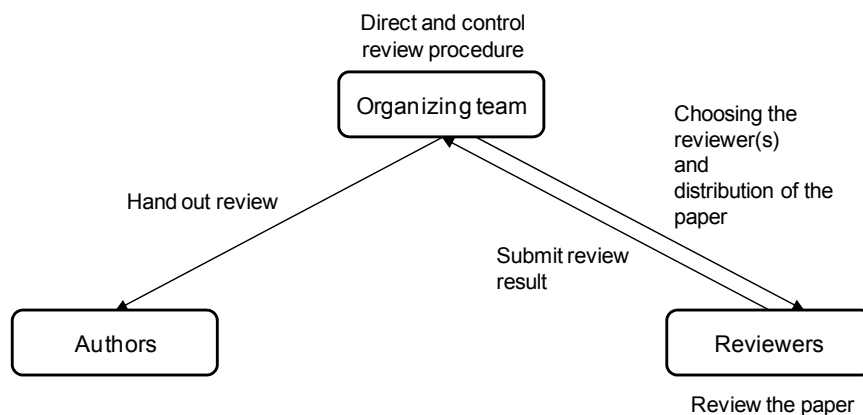 Direct and control
review procedure
Organizing team
Choosing the
reviewer(s)
and
distribution of the
paper
Hand out review
Submit review
result
Authors
Reviewers
Review the paper